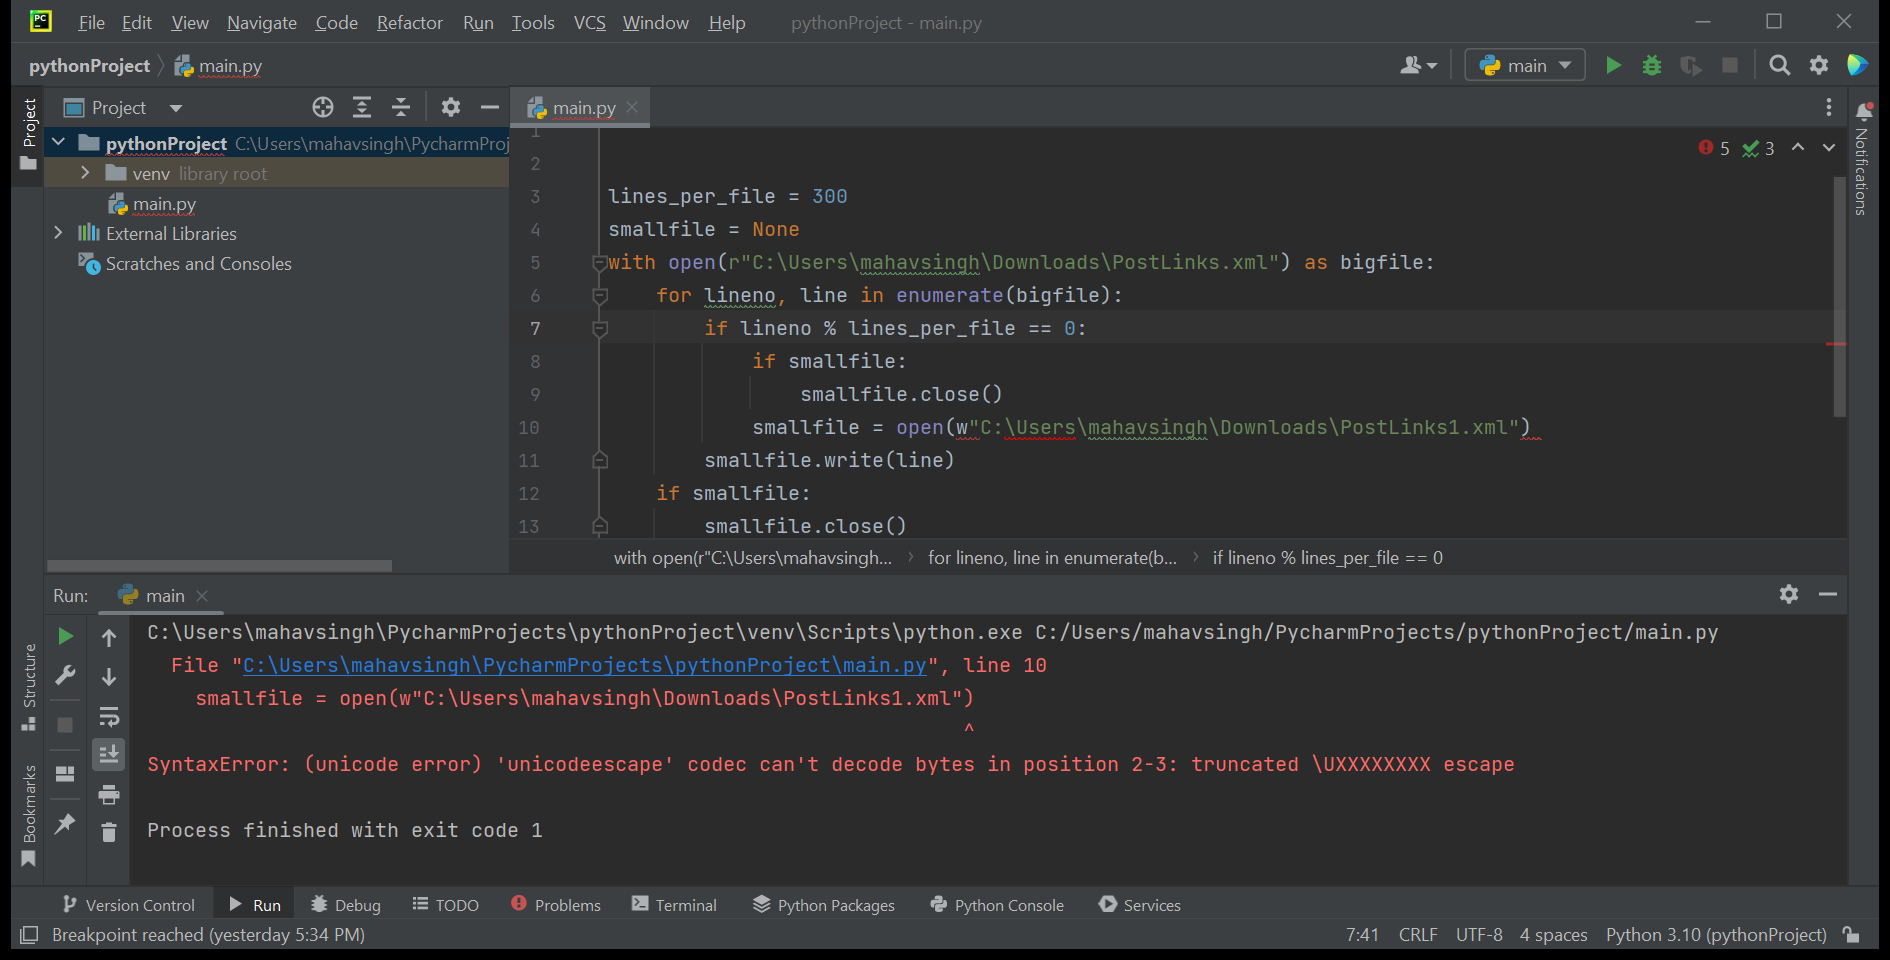 PC File Edit View Navigate Code Refactor Run Tools VCS Window Help pythonProject - main.py
pythonProject main.py main
Project main.py
Project
pythonProject C:\Users\mahavsingh\PycharmProj
venv library root
main.py
External Libraries
Scratches and Consoles
Notifications
5 3
1
2
3 lines_per_file = 300
4 smallfile = None
5 with open(r"C:\Users\mahavsingh\Downloads\PostLinks.xml") as bigfile:
6 for lineno, line in enumerate(bigfile):
7 if lineno % lines_per_file == 0:
8 if smallfile:
9 smallfile.close()
10 smallfile = open(w"C:\Users\mahavsingh\Downloads\PostLinks1.xml")
11 smallfile.write(line)
12 if smallfile:
13 smallfile.close()
with open(r"C:\Users\mahavsingh... for lineno, line in enumerate(b... if lineno % lines_per_file == 0
Run: main
C:\Users\mahavsingh\PycharmProjects\pythonProject\venv\Scripts\python.exe C:/Users/mahavsingh/PycharmProjects/pythonProject/main.py
File "C:\Users\mahavsingh\PycharmProjects\pythonProject\main.py", line 10
smallfile = open(w"C:\Users\mahavsingh\Downloads\PostLinks1.xml")
^
SyntaxError: (unicode error) 'unicodeescape' codec can't decode bytes in position 2-3: truncated \UXXXXXXXX escape
Process finished with exit code 1
Structure
Bookmarks
Version Control Run Debug TODO Problems Terminal Python Packages Python Console Services
Breakpoint reached (yesterday 5:34 PM) 7:41 CRLF UTF-8 4 spaces Python 3.10 (pythonProject)